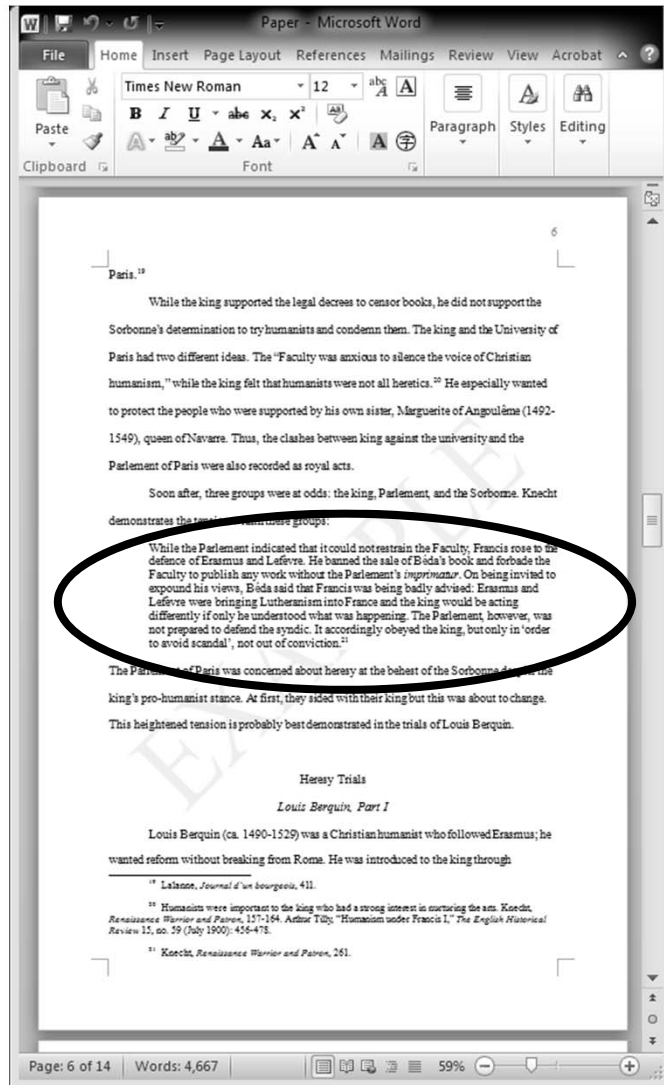 Paper - Microsoft Word
File Home Insert Page Layout References Mailings Review View Acrobat
Times New Roman 12
Paste
Paragraph Styles Editing
Clipboard Font
6
Paris.19
While the king supported the legal decrees to censor books, he did not support the
Sorbonne's determination to try humanists and condemn them. The king and the University of
Paris had two different ideas. The "Faculty was anxious to silence the voice of Christian
humanism," while the king felt that humanists were not all heretics.20 He especially wanted
to protect the people who were supported by his own sister, Marguerite of Angoulême (1492-
1549), queen of Navarre. Thus, the clashes between king against the university and the
Parlement of Paris were also recorded as royal acts.
Soon after, three groups were at odds: the king, Parlement, and the Sorbonne. Knecht
demonstrates the these groups:
While the Parlement indicated that it could not restrain the Faculty, Francis rose to the
defence of Erasmus and Lefèvre. He banned the sale of Bèda's book and forbade the
Faculty to publish any work without the Parlement's imprimatur. On being invited to
expound his views, Bèda said that Francis was being badly advised: Erasmus and
Lefèvre were bringing Lutheranism into France and the king would be acting
differently if only he understood what was happening. The Parlement, however, was
not prepared to defend the syndic. It accordingly obeyed the king, but only in 'order
to avoid scandal', not out of conviction.21
The Parlement of Paris was concerned about heresy at the behest of the Sorbonne despite the
king's pro-humanist stance. At first, they sided with their king but this was about to change.
This heightened tension is probably best demonstrated in the trials of Louis Berquin.
EXAMPLE
Heresy Trials
Louis Berquin, Part I
Louis Berquin (ca. 1490-1529) was a Christian humanist who followed Erasmus; he
wanted reform without breaking from Rome. He was introduced to the king through
19 Lalanne, Journal d'un bourgeois, 411.
20 Humanists were important to the king who had a strong interest in nurturing the arts. Knecht,
Renaissance Warrior and Patron, 157-164. Arthur Tilly, "Humanism under Francis I," The English Historical
Review 15, no. 59 (July 1900): 456-478.
21 Knecht, Renaissance Warrior and Patron, 261.
Page: 6 of 14 Words: 4,667 59%